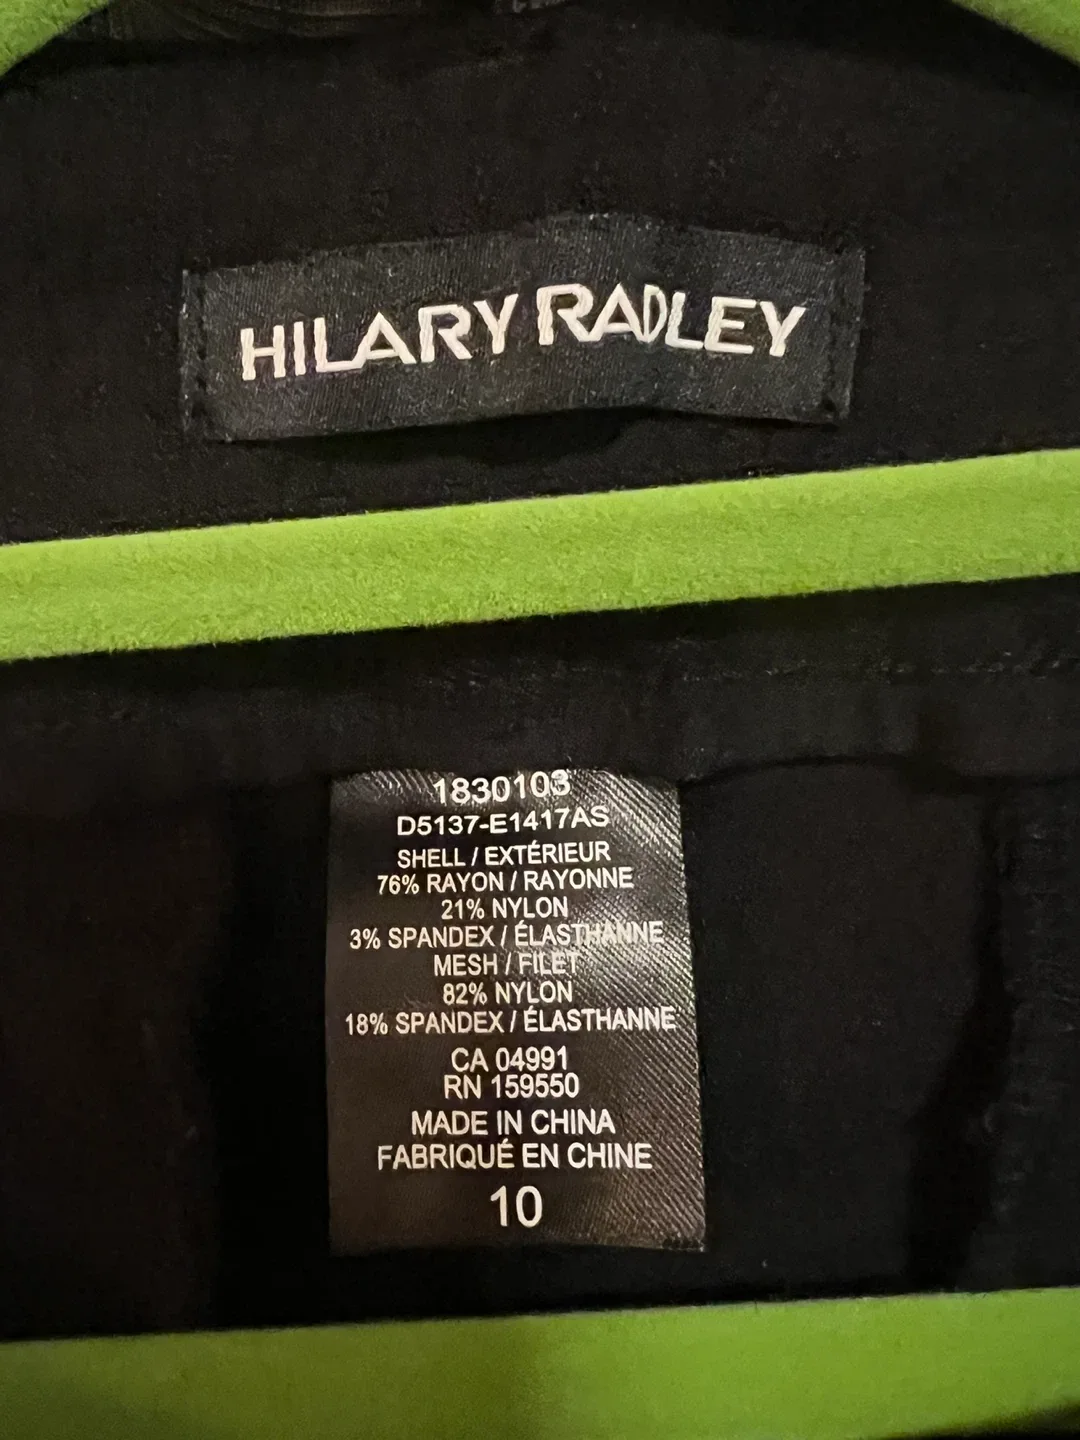 HILARY RADLEY
1830103
D5137-E1417AS
SHELL / EXTÉRIEUR
76% RAYON / RAYONNE
21% NYLON
3% SPANDEX / ÉLASTHANNE
MESH / FILET
82% NYLON
18% SPANDEX / ÉLASTHANNE
CA 04991
RN 159550
MADE IN CHINA
FABRIQUÉ EN CHINE
10